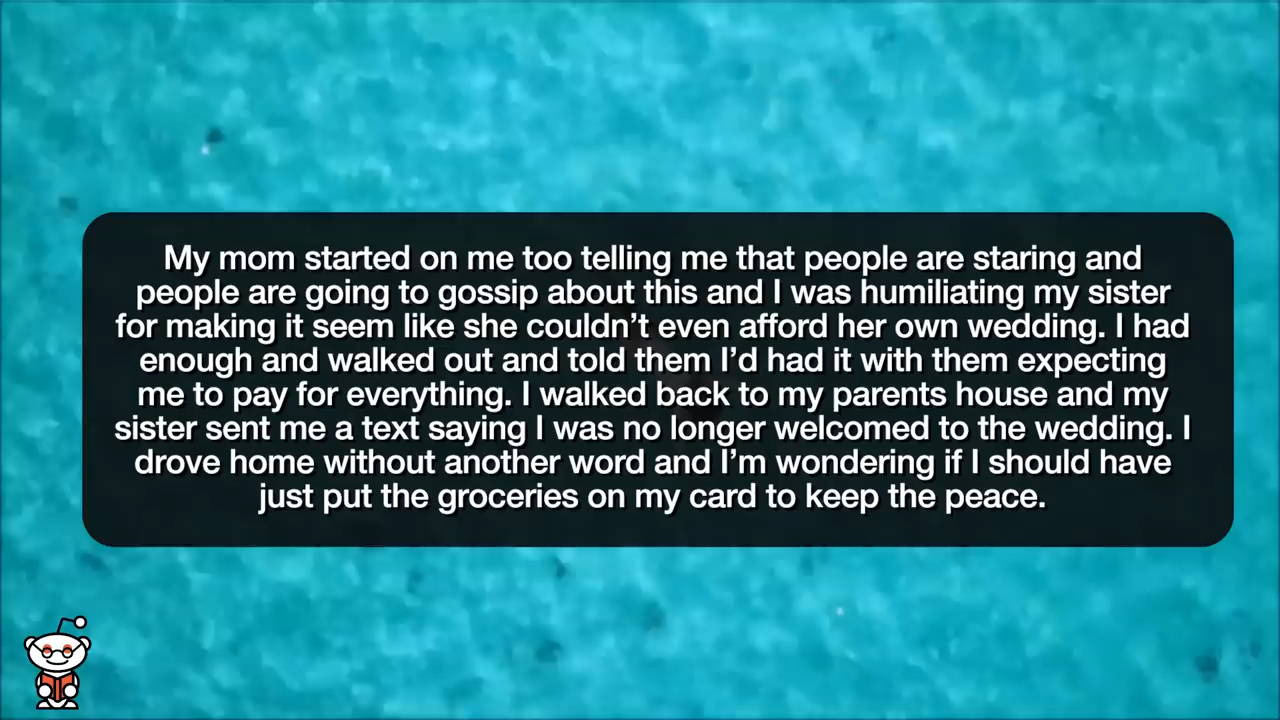 My mom started on me too telling me that people are staring and
people are going to gossip about this and I was humiliating my sister
for making it seem like she couldn’t even afford her own wedding. I had
enough and walked out and told them I’d had it with them expecting
me to pay for everything. I walked back to my parents house and my
sister sent me a text saying I was no longer welcomed to the wedding. I
drove home without another word and I’m wondering if I should have
just put the groceries on my card to keep the peace.